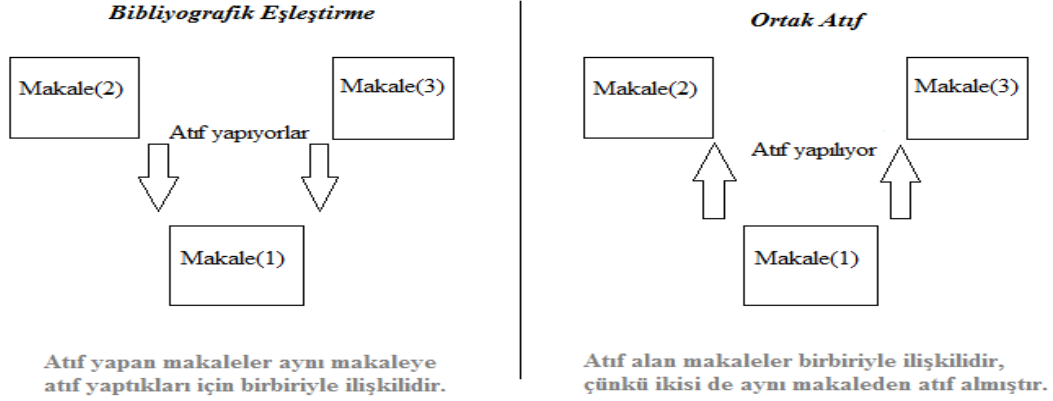 Bibliyografik Eşleştirme
Makale(2)
Makale(3)
Atıf yapıyorlar
Makale(1)
Atıf yapan makaleler aynı makaleye
atıf yaptıkları için birbiriyle ilişkilidir.
Ortak Atıf
Makale(2)
Makale(3)
Atıf yapılıyor
Makale(1)
Atıf alan makaleler birbiriyle ilişkilidir,
çünkü ikisi de aynı makaleden atıf almıştır.